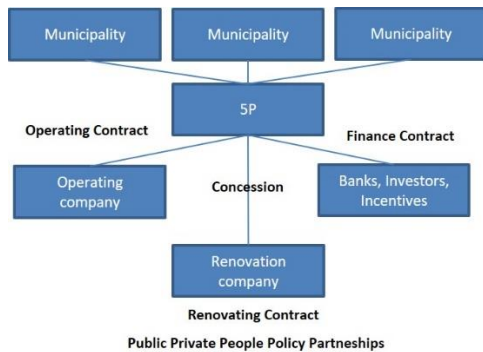 Municipality
Municipality
Municipality
5P
Operating Contract
Finance Contract
Operating
company
Concession
Banks, Investors,
Incentives
Renovation
company
Renovating Contract
Public Private People Policy Partneships